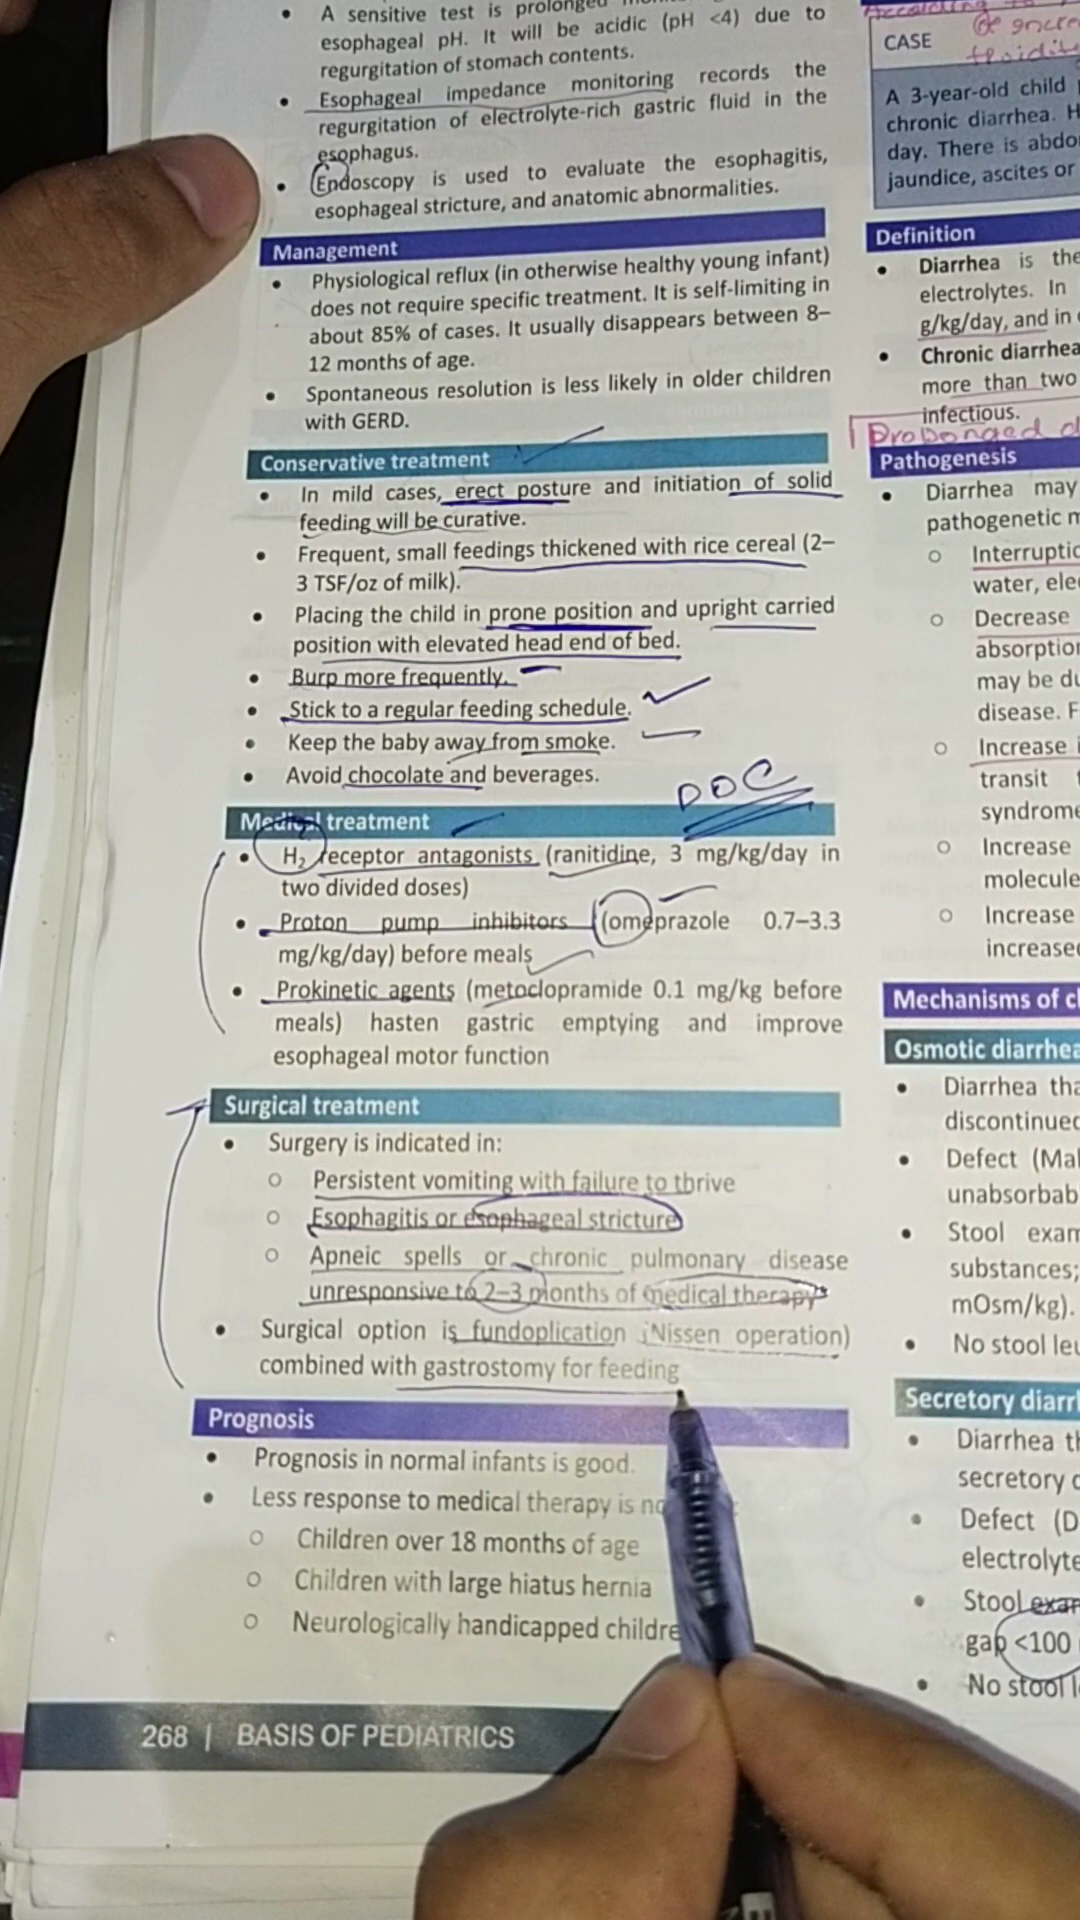 • A sensitive test is prolonged
esophageal pH. It will be acidic (pH <4) due to
regurgitation of stomach contents.
• Esophageal impedance monitoring records the
regurgitation of electrolyte-rich gastric fluid in the
esophagus.
• Endoscopy is used to evaluate the esophagitis,
esophageal stricture, and anatomic abnormalities.
Management
• Physiological reflux (in otherwise healthy young infant)
does not require specific treatment. It is self-limiting in
about 85% of cases. It usually disappears between 8–
12 months of age.
• Spontaneous resolution is less likely in older children
with GERD.
Conservative treatment
• In mild cases, erect posture and initiation of solid
feeding will be curative.
• Frequent, small feedings thickened with rice cereal (2–
3 TSF/oz of milk).
• Placing the child in prone position and upright carried
position with elevated head end of bed.
• Burp more frequently.
• Stick to a regular feeding schedule.
• Keep the baby away from smoke.
• Avoid chocolate and beverages.
DOC
Medical treatment
• H₂ receptor antagonists (ranitidine, 3 mg/kg/day in
two divided doses)
• Proton pump inhibitors (omeprazole 0.7–3.3
mg/kg/day) before meals
• Prokinetic agents (metoclopramide 0.1 mg/kg before
meals) hasten gastric emptying and improve
esophageal motor function
Surgical treatment
• Surgery is indicated in:
○ Persistent vomiting with failure to thrive
○ Esophagitis or esophageal stricture
○ Apneic spells or chronic pulmonary disease
unresponsive to 2–3 months of medical therapy
• Surgical option is fundoplication (Nissen operation)
combined with gastrostomy for feeding
Prognosis
• Prognosis in normal infants is good.
• Less response to medical therapy is
○ Children over 18 months of age
○ Children with large hiatus hernia
○ Neurologically handicapped childre
268 | BASIS OF PEDIATRICS
According to
CASE
A 3-year-old child
chronic diarrhea. H
day. There is abdo
jaundice, ascites or
Definition
• Diarrhea is the
electrolytes. In
g/kg/day, and in
• Chronic diarrhea
more than two
infectious.
Prolonged d
Pathogenesis
• Diarrhea may
pathogenetic m
○ Interruptio
water, elec
○ Decrease
absorption
may be du
disease. F
○ Increase i
transit t
syndrome
○ Increase
molecule
○ Increase
increased
Mechanisms of cl
Osmotic diarrhea
• Diarrhea tha
discontinued
• Defect (Mal
unabsorbab
• Stool exam
substances;
mOsm/kg).
• No stool leu
Secretory diarrh
• Diarrhea th
secretory c
• Defect (D
electrolyte
• Stool exam
gap <100
• No stool l